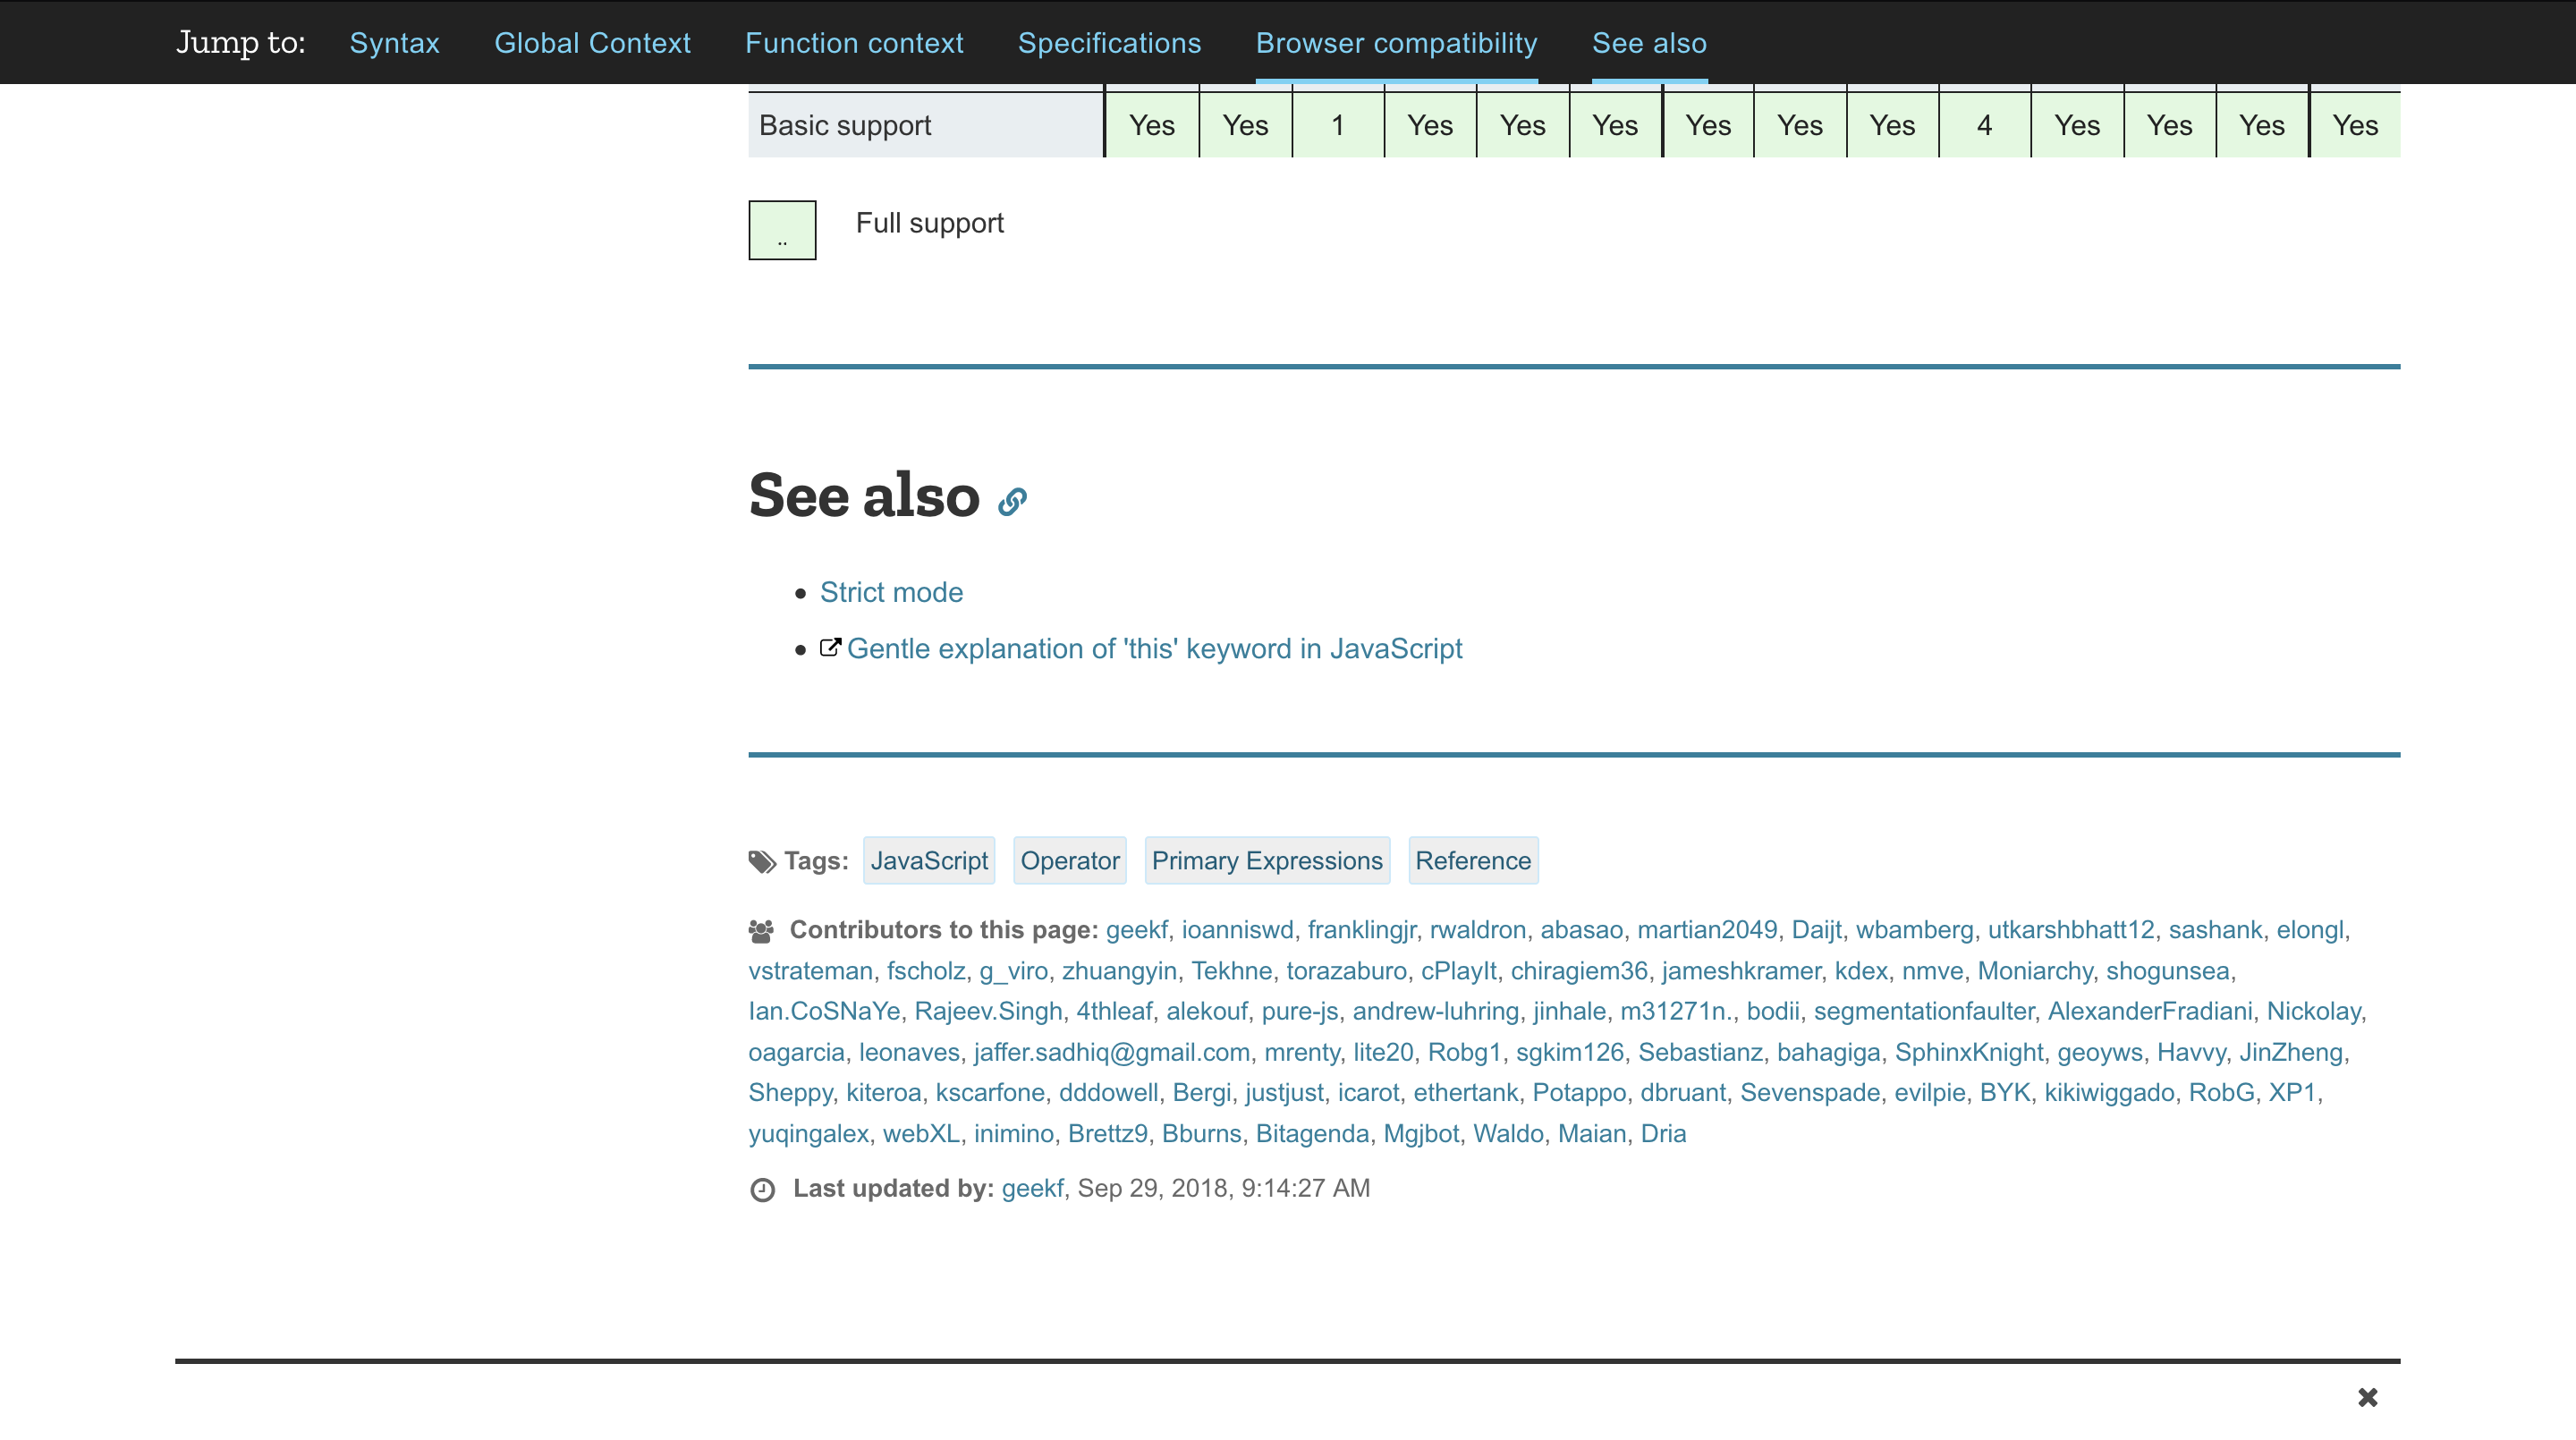 Jump to: Syntax Global Context Function context Specifications Browser compatibility See also
Basic support Yes Yes 1 Yes Yes Yes Yes Yes Yes 4 Yes Yes Yes Yes
.. Full support
See also
Strict mode
Gentle explanation of 'this' keyword in JavaScript
Tags: JavaScript Operator Primary Expressions Reference
Contributors to this page: geekf, ioanniswd, franklingjr, rwaldron, abasao, martian2049, Daijt, wbamberg, utkarshbhatt12, sashank, elongl,
vstrateman, fscholz, g_viro, zhuangyin, Tekhne, torazaburo, cPlayIt, chiragiem36, jameshkramer, kdex, nmve, Moniarchy, shogunsea,
Ian.CoSNaYe, Rajeev.Singh, 4thleaf, alekouf, pure-js, andrew-luhring, jinhale, m31271n., bodii, segmentationfaulter, AlexanderFradiani, Nickolay,
oagarcia, leonaves, jaffer.sadhiq@gmail.com, mrenty, lite20, Robg1, sgkim126, Sebastianz, bahagiga, SphinxKnight, geoyws, Havvy, JinZheng,
Sheppy, kiteroa, kscarfone, dddowell, Bergi, justjust, icarot, ethertank, Potappo, dbruant, Sevenspade, evilpie, BYK, kikiwiggado, RobG, XP1,
yuqingalex, webXL, inimino, Brettz9, Bburns, Bitagenda, Mgjbot, Waldo, Maian, Dria
Last updated by: geekf, Sep 29, 2018, 9:14:27 AM